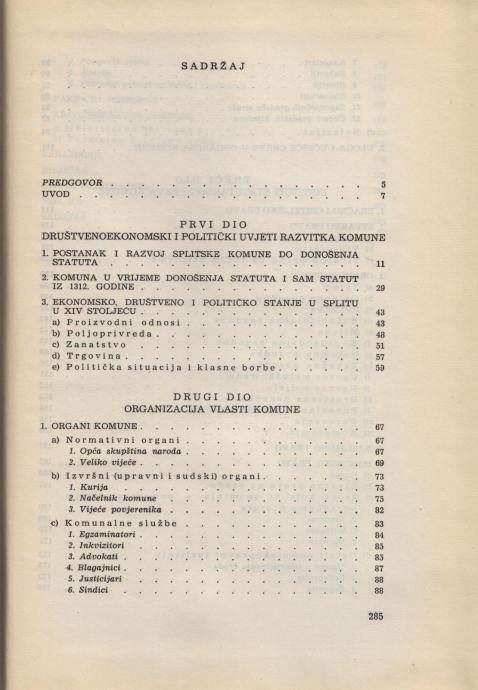 SADRŽAJ
PREDGOVOR . . . . . . . . . . . . . . . 5
UVOD . . . . . . . . . . . . . . . . 7
PRVI DIO
DRUŠTVENOEKONOMSKI I POLITIČKI UVJETI RAZVITKA KOMUNE
1. POSTANAK I RAZVOJ SPLITSKE KOMUNE DO DONOŠENJA
STATUTA . . . . . . . . . . . . . . . 11
2. KOMUNA U VRIJEME DONOŠENJA STATUTA I SAM STATUT
IZ 1312. GODINE . . . . . . . . . . . . . 29
3. EKONOMSKO, DRUŠTVENO I POLITIČKO STANJE U SPLITU
U XIV STOLJEĆU . . . . . . . . . . . . . 43
a) Proizvodni odnosi . . . . . . . . . . . 43
b) Poljoprivreda . . . . . . . . . . . . 48
c) Zanatstvo . . . . . . . . . . . . . 51
d) Trgovina . . . . . . . . . . . . . . 57
e) Politička situacija i klasne borbe . . . . . . 59
DRUGI DIO
ORGANIZACIJA VLASTI KOMUNE
1. ORGANI KOMUNE . . . . . . . . . . . . . 67
a) Normativni organi . . . . . . . . . . . 67
1. Opća skupština naroda . . . . . . . . . . 67
2. Veliko vijeće . . . . . . . . . . . . 69
b) Izvršni (upravni i sudski) organi . . . . . . 73
1. Kurija . . . . . . . . . . . . . . 73
2. Načelnik komune . . . . . . . . . . . 75
3. Vijeće povjerenika . . . . . . . . . . . 82
c) Komunalne službe . . . . . . . . . . . 83
1. Egzaminatori . . . . . . . . . . . . . 84
2. Inkvizitori . . . . . . . . . . . . . 85
3. Advokati . . . . . . . . . . . . . . 85
4. Blagajnici . . . . . . . . . . . . . 87
5. Justicijari . . . . . . . . . . . . . 88
6. Sindici . . . . . . . . . . . . . . 88
285